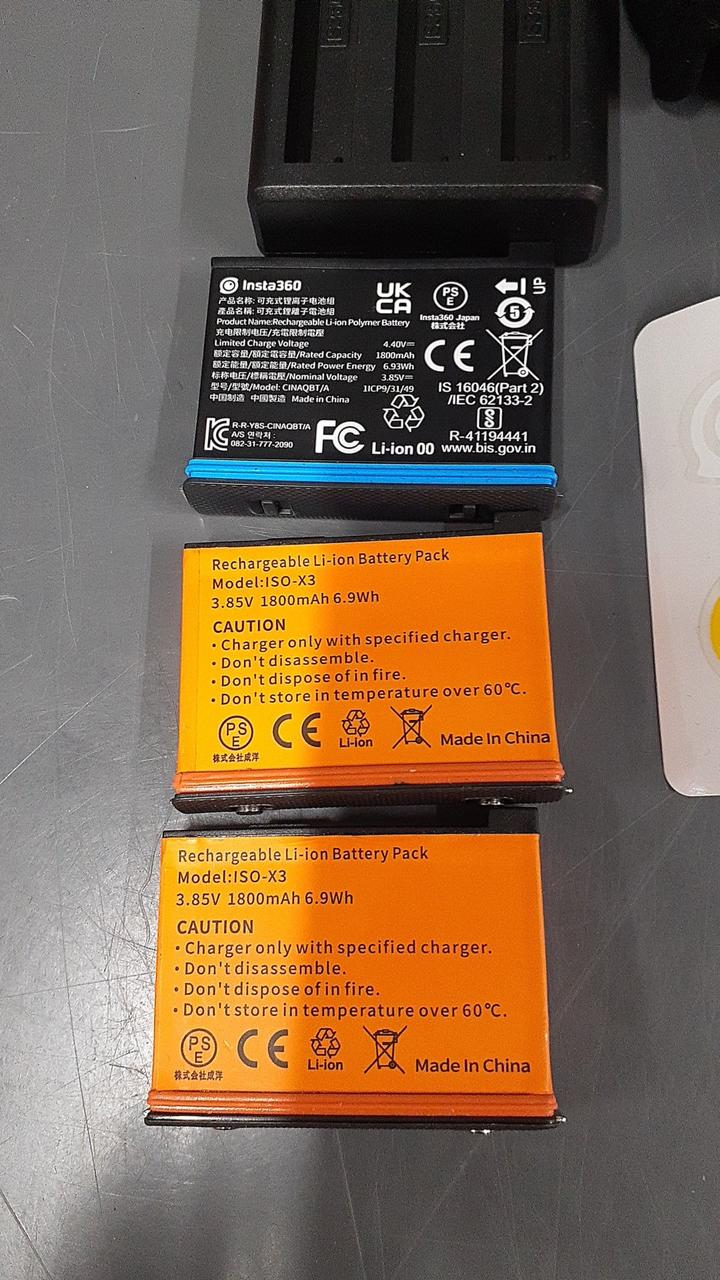 Insta360
产品名称: 可充式锂离子电池组
產品名稱: 可充式鋰離子電池組
Product Name:Rechargeable Li-ion Polymer Battery
充电限制电压/充電限制電壓
Limited Charge Voltage 4.40V⎓
额定容量/額定電容量/Rated Capacity 1800mAh
额定能量/額定能量/Rated Power Energy 6.93Wh
标称电压/標稱電壓/Nominal Voltage 3.85V⎓
型号/型號/Model: CINAQBT/A 1ICP9/31/49
中国制造 中國製造 Made in China
R-R-Y8S-CINAQBT/A
A/S 연락처 :
082-31-777-2090
FC
Li-ion 00
UK
CA
PS
E
Insta360 Japan
株式会社
UP
5
CE
IS 16046(Part 2)
/IEC 62133-2
R-41194441
www.bis.gov.in
Rechargeable Li-ion Battery Pack
Model:ISO-X3
3.85V 1800mAh 6.9Wh
CAUTION
• Charger only with specified charger.
• Don't disassemble.
• Don't dispose of in fire.
• Don't store in temperature over 60℃.
PS
E
株式会社成洋
CE
Li-ion
Made In China
Rechargeable Li-ion Battery Pack
Model:ISO-X3
3.85V 1800mAh 6.9Wh
CAUTION
• Charger only with specified charger.
• Don't disassemble.
• Don't dispose of in fire.
• Don't store in temperature over 60℃.
PS
E
株式会社成洋
CE
Li-ion
Made In China